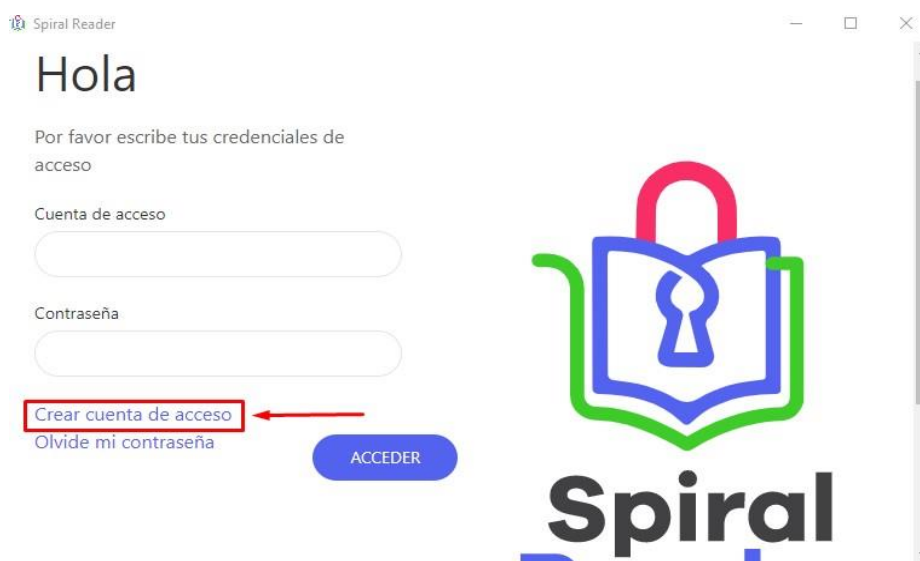 Spiral Reader
Hola
Por favor escribe tus credenciales de
acceso
Cuenta de acceso
Contraseña
Crear cuenta de acceso
Olvide mi contraseña
ACCEDER
Spiral